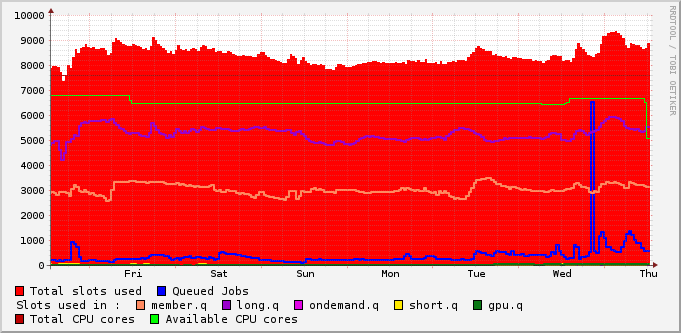 RRDTOOL / TOBI OETIKER
10000
9000
8000
7000
6000
5000
4000
3000
2000
1000
0
Fri Sat Sun Mon Tue Wed Thu
Total slots used Queued Jobs
Slots used in : member.q long.q ondemand.q short.q gpu.q
Total CPU cores Available CPU cores